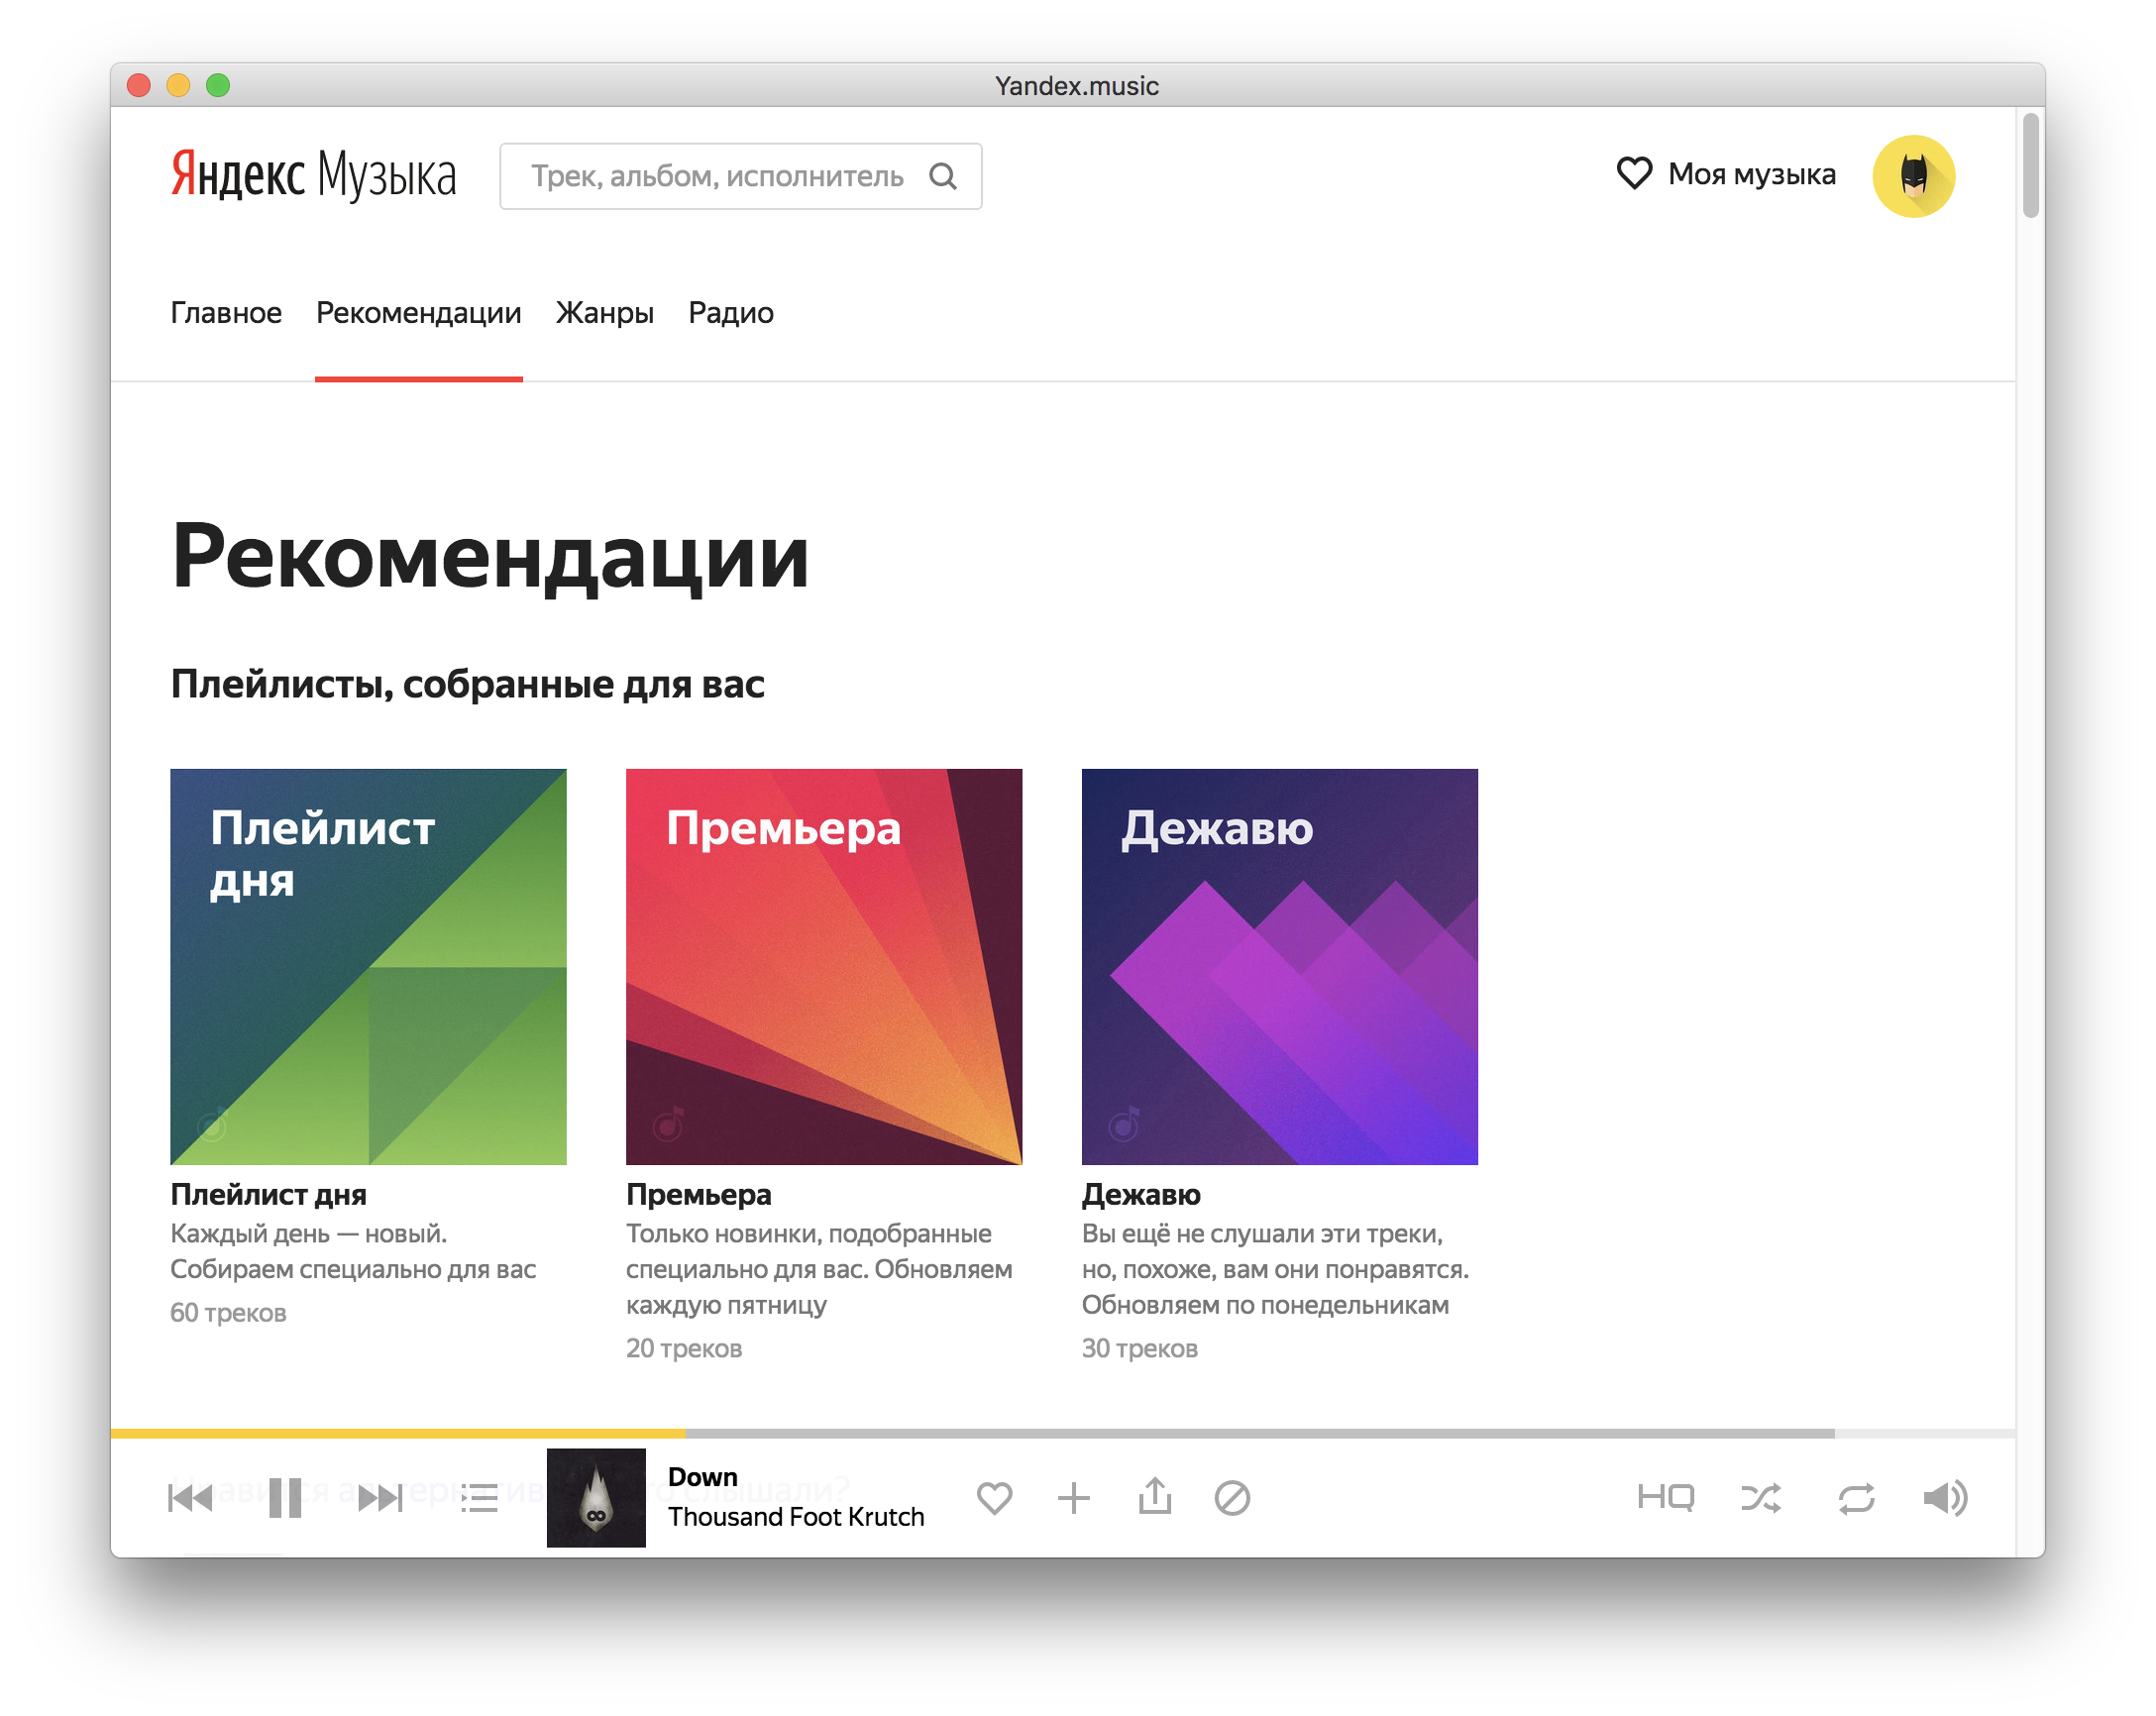 Yandex.music
Яндекс Музыка
Трек, альбом, исполнитель
Моя музыка
Главное Рекомендации Жанры Радио
Рекомендации
Плейлисты, собранные для вас
Плейлист
дня
Премьера
Дежавю
Плейлист дня
Каждый день — новый.
Собираем специально для вас
60 треков
Премьера
Только новинки, подобранные
специально для вас. Обновляем
каждую пятницу
20 треков
Дежавю
Вы ещё не слушали эти треки,
но, похоже, вам они понравятся.
Обновляем по понедельникам
30 треков
Down
Thousand Foot Krutch
HQ